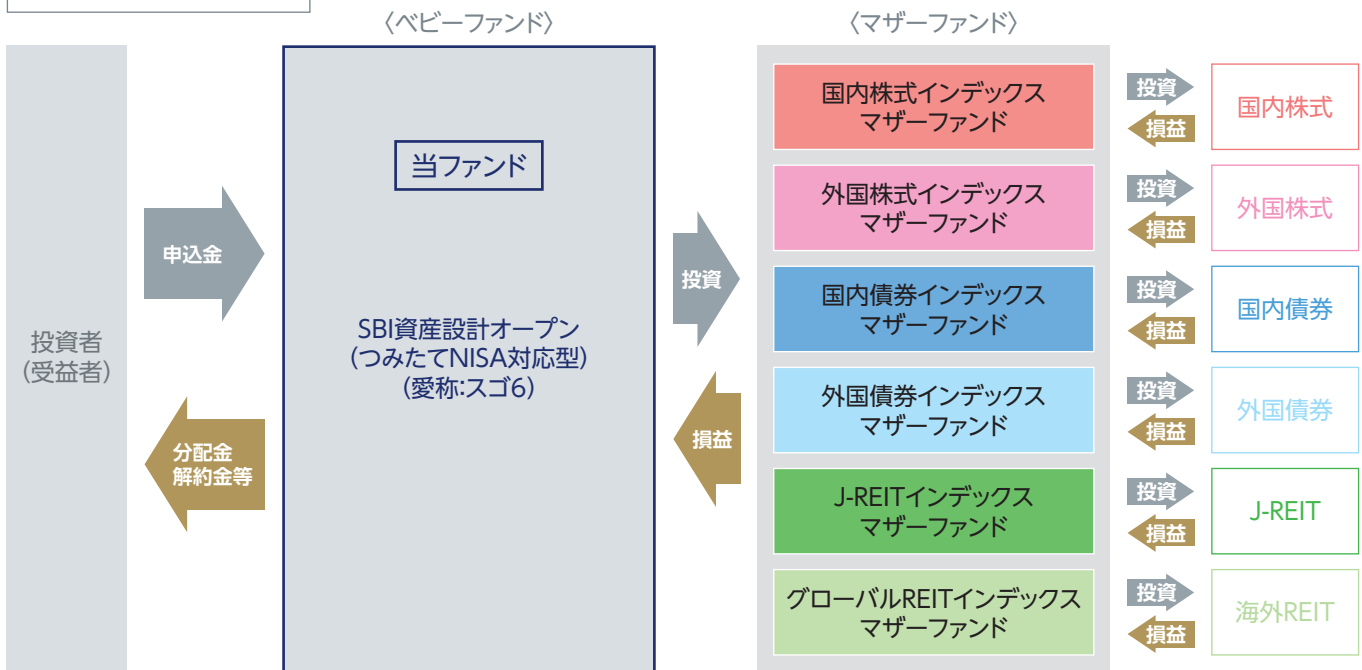 〈ベビーファンド〉
〈マザーファンド〉
投資者
(受益者)
申込金
分配金
解約金等
当ファンド
SBI資産設計オープン
(つみたてNISA対応型)
(愛称:スゴ6)
投資
損益
国内株式インデックス
マザーファンド
投資
損益
国内株式
外国株式インデックス
マザーファンド
投資
損益
外国株式
国内債券インデックス
マザーファンド
投資
損益
国内債券
外国債券インデックス
マザーファンド
投資
損益
外国債券
J-REITインデックス
マザーファンド
投資
損益
J-REIT
グローバルREITインデックス
マザーファンド
投資
損益
海外REIT